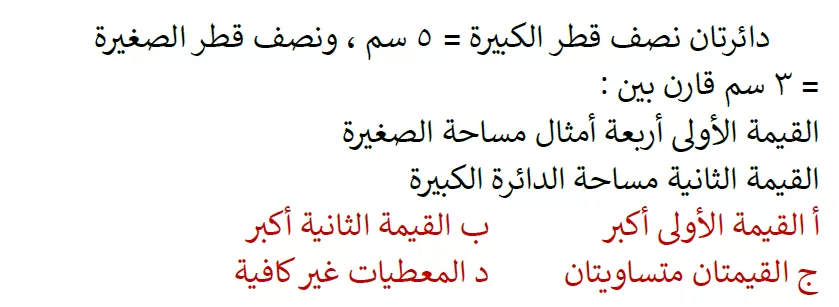 دائرتان نصف قطر الكبيرة = ٥ سم ، ونصف قطر الصغيرة
= ٣ سم قارن بين :
القيمة الأولى أربعة أمثال مساحة الصغيرة
القيمة الثانية مساحة الدائرة الكبيرة
أ القيمة الأولى أكبر ب القيمة الثانية أكبر
ج القيمتان متساويتان د المعطيات غير كافية